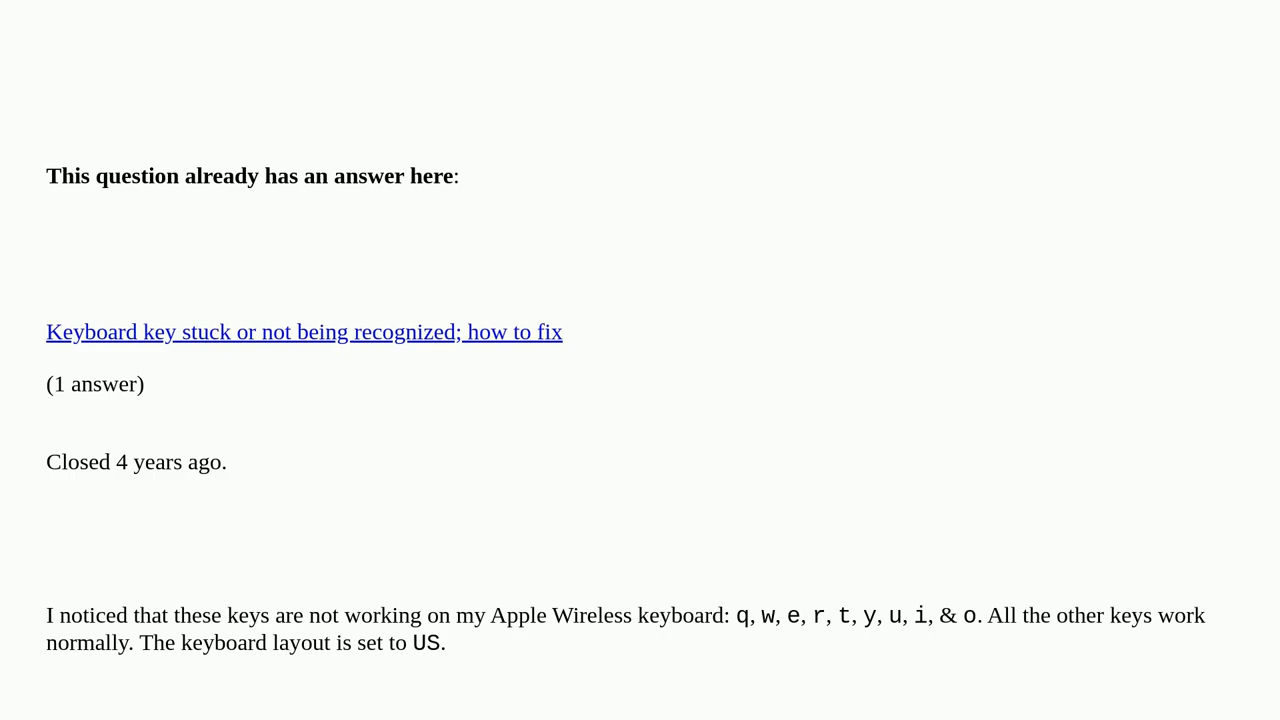 This question already has an answer here:
Keyboard key stuck or not being recognized; how to fix
(1 answer)
Closed 4 years ago.
I noticed that these keys are not working on my Apple Wireless keyboard: q, w, e, r, t, y, u, i, & o. All the other keys work
normally. The keyboard layout is set to US.